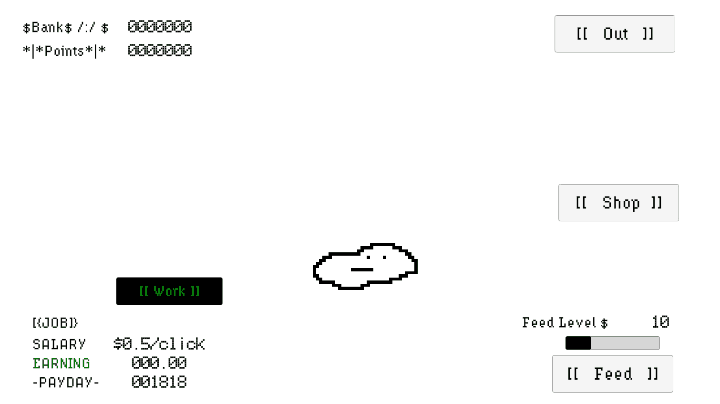 $Bank$ /:/ $ 0000000
*|*Points*|* 0000000
[[ Out ]]
[[ Shop ]]
[[ Work ]]
[{JOB]}
SALARY $0.5/click
EARNING 000.00
-PAYDAY- 001818
Feed Level $ 10
[[ Feed ]]